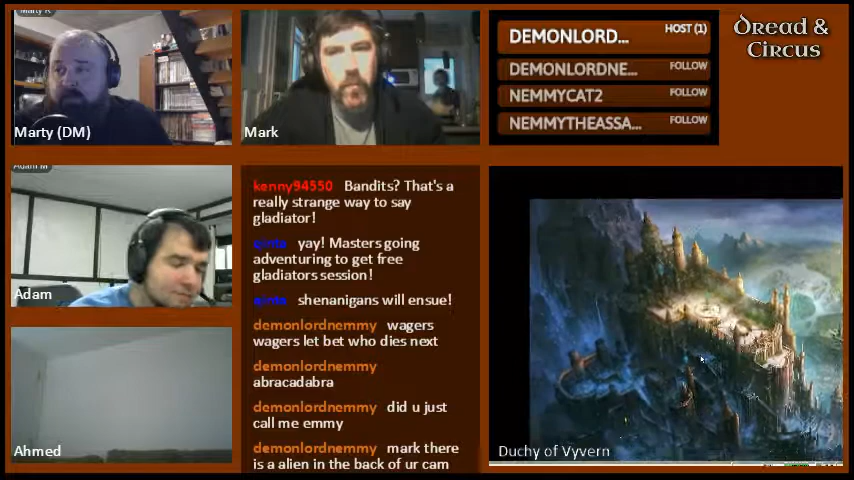 Marty (DM)
Mark
DEMONLORD...
HOST (1)
DEMONLORDNE...
FOLLOW
NEMMYCAT2
NEMMYTHEASSA...
FOLLOW
Dread &
Circus
Adam
Ahmed
kenny94550 Bandits? That's a
really strange way to say
gladiator!
yay! Masters going
adventuring to get free
gladiators session!
shenanigans will ensue!
demonlordnemmy wagers
wagers let bet who dies next
demonlordnemmy
abracadabra
demonlordnemmy did u just
call me emmy
demonlordnemmy mark there
is a alien in the back of ur cam
Duchy of Vyvern